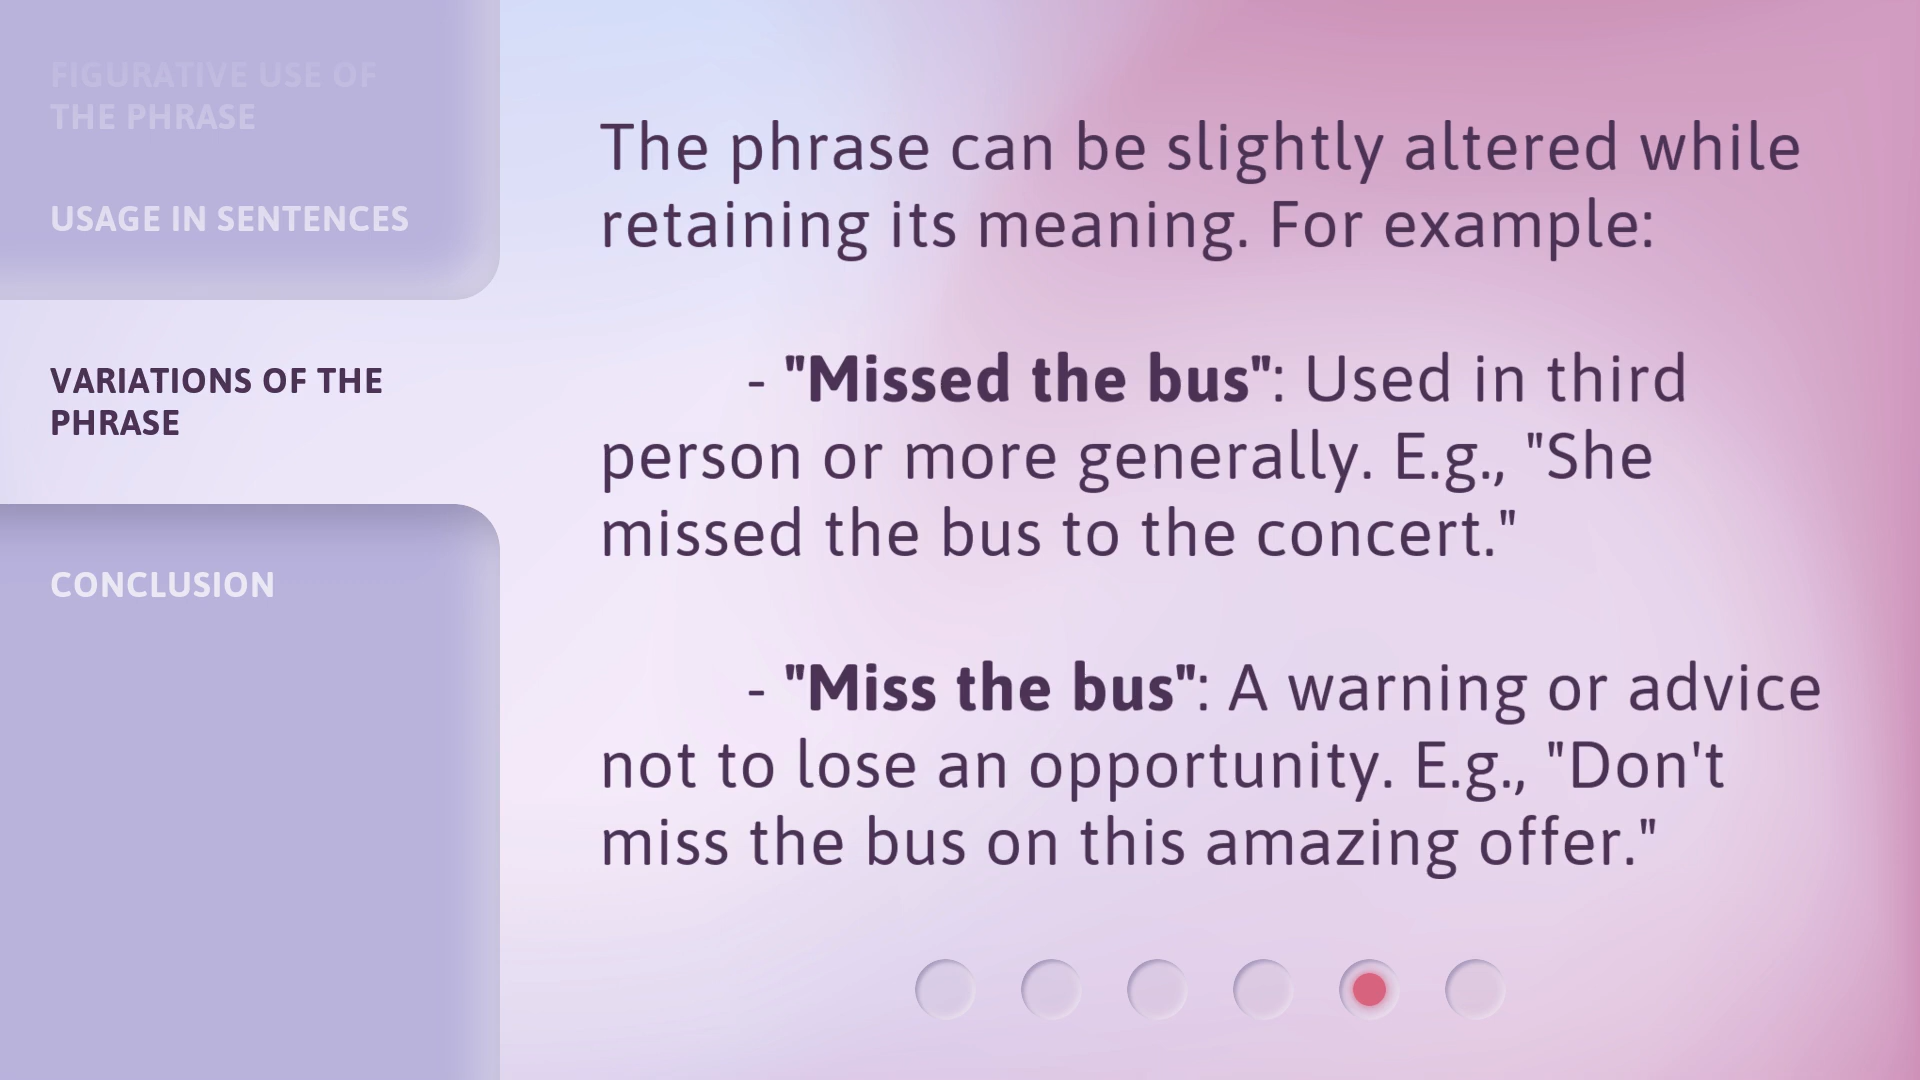 FIGURATIVE USE OF
THE PHRASE
USAGE IN SENTENCES
VARIATIONS OF THE
PHRASE
CONCLUSION
The phrase can be slightly altered while
retaining its meaning. For example:
- "Missed the bus": Used in third
person or more generally. E.g., "She
missed the bus to the concert."
- "Miss the bus": A warning or advice
not to lose an opportunity. E.g., "Don't
miss the bus on this amazing offer."